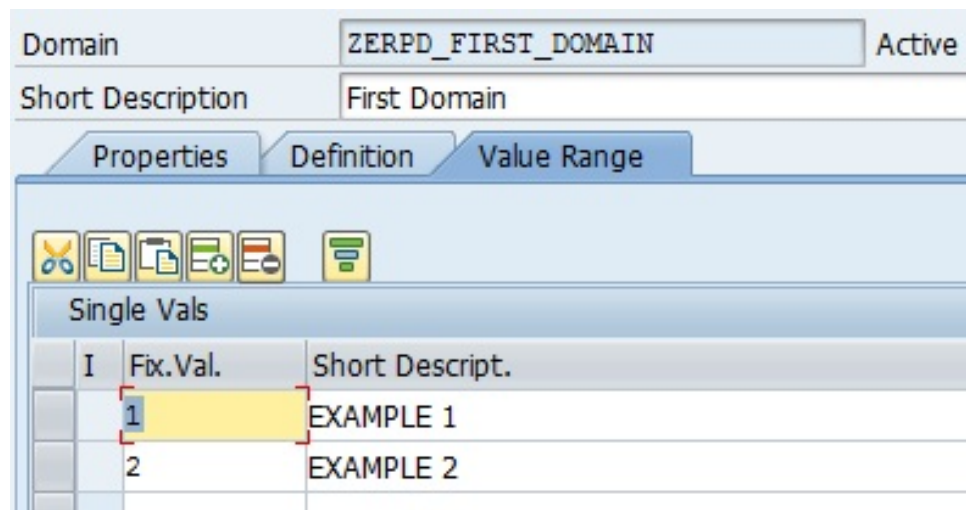 Domain ZERPD_FIRST_DOMAIN Active
Short Description First Domain
Properties Definition Value Range
Single Vals
I Fix.Val. Short Descript.
1 EXAMPLE 1
2 EXAMPLE 2